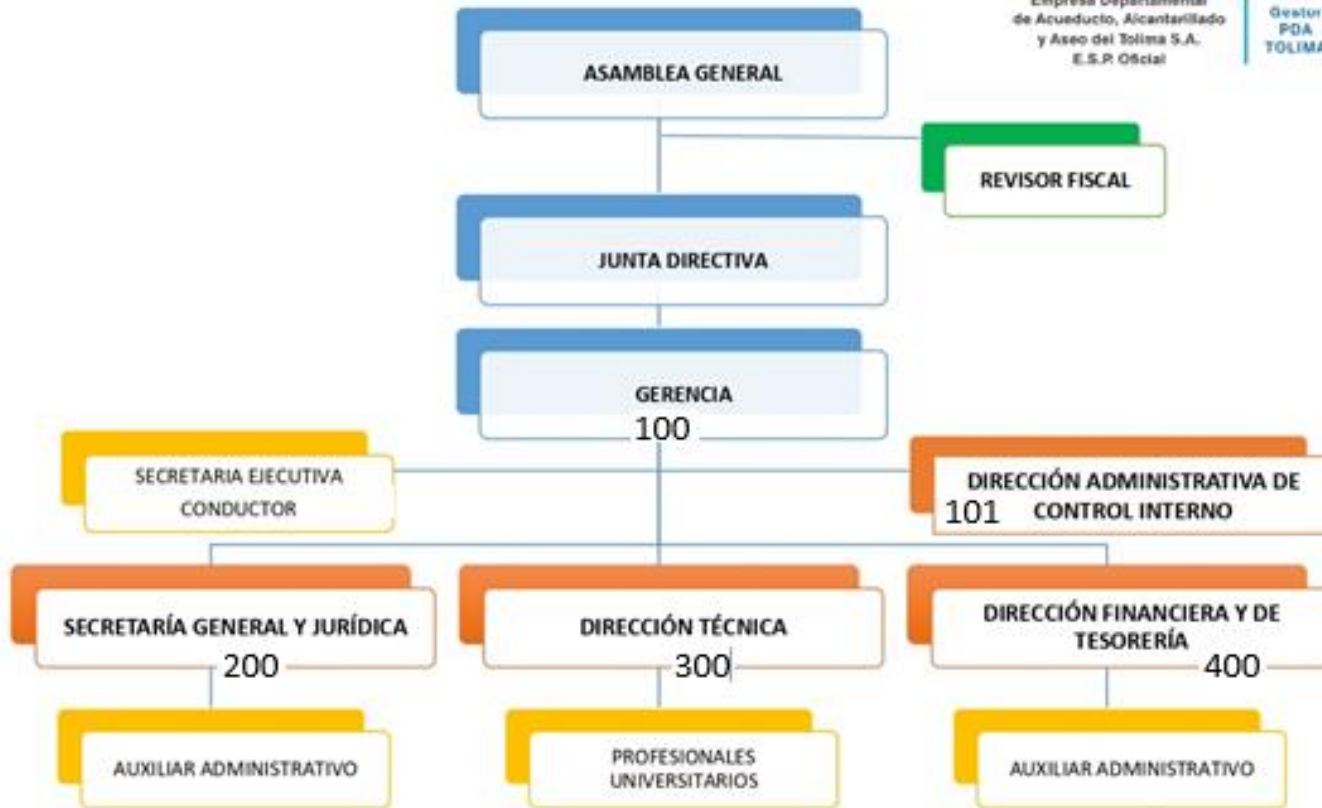 Empresa Departamental
de Acueducto, Alcantarillado
y Aseo del Tolima S.A.
E.S.P. Oficial
Gestor
PDA
TOLIMA
ASAMBLEA GENERAL
REVISOR FISCAL
JUNTA DIRECTIVA
GERENCIA
100
SECRETARIA EJECUTIVA
CONDUCTOR
DIRECCIÓN ADMINISTRATIVA DE
101 CONTROL INTERNO
SECRETARÍA GENERAL Y JURÍDICA
200
DIRECCIÓN TÉCNICA
300
DIRECCIÓN FINANCIERA Y DE
TESORERÍA
400
AUXILIAR ADMINISTRATIVO
PROFESIONALES
UNIVERSITARIOS
AUXILIAR ADMINISTRATIVO